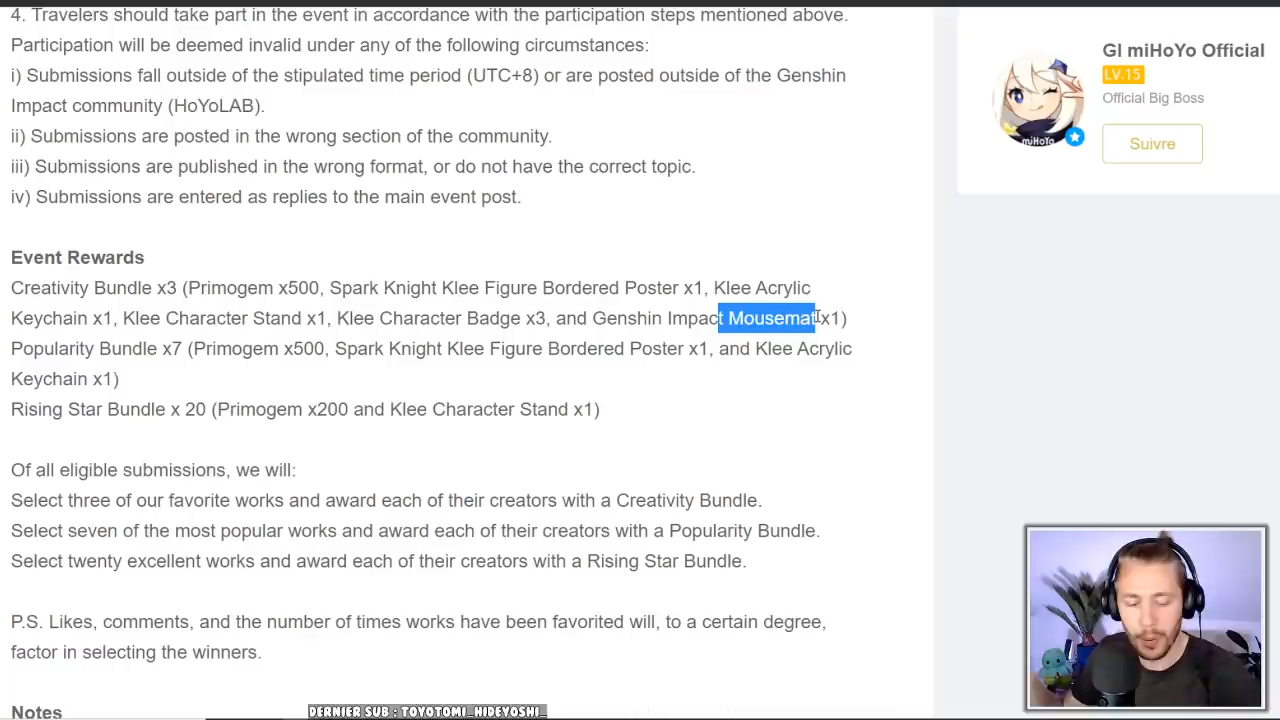 4. Travelers should take part in the event in accordance with the participation steps mentioned above.
Participation will be deemed invalid under any of the following circumstances:
i) Submissions fall outside of the stipulated time period (UTC+8) or are posted outside of the Genshin
Impact community (HoYoLAB).
ii) Submissions are posted in the wrong section of the community.
iii) Submissions are published in the wrong format, or do not have the correct topic.
iv) Submissions are entered as replies to the main event post.
Event Rewards
Creativity Bundle x3 (Primogem x500, Spark Knight Klee Figure Bordered Poster x1, Klee Acrylic
Keychain x1, Klee Character Stand x1, Klee Character Badge x3, and Genshin Impact Mousemat x1)
Popularity Bundle x7 (Primogem x500, Spark Knight Klee Figure Bordered Poster x1, and Klee Acrylic
Keychain x1)
Rising Star Bundle x 20 (Primogem x200 and Klee Character Stand x1)
Of all eligible submissions, we will:
Select three of our favorite works and award each of their creators with a Creativity Bundle.
Select seven of the most popular works and award each of their creators with a Popularity Bundle.
Select twenty excellent works and award each of their creators with a Rising Star Bundle.
P.S. Likes, comments, and the number of times works have been favorited will, to a certain degree,
factor in selecting the winners.
Notes
GI miHoYo Official
LV.15
Official Big Boss
miHoYo
Suivre
DERNIER SUB : TOYOTOMI_HIDEYOSHI_